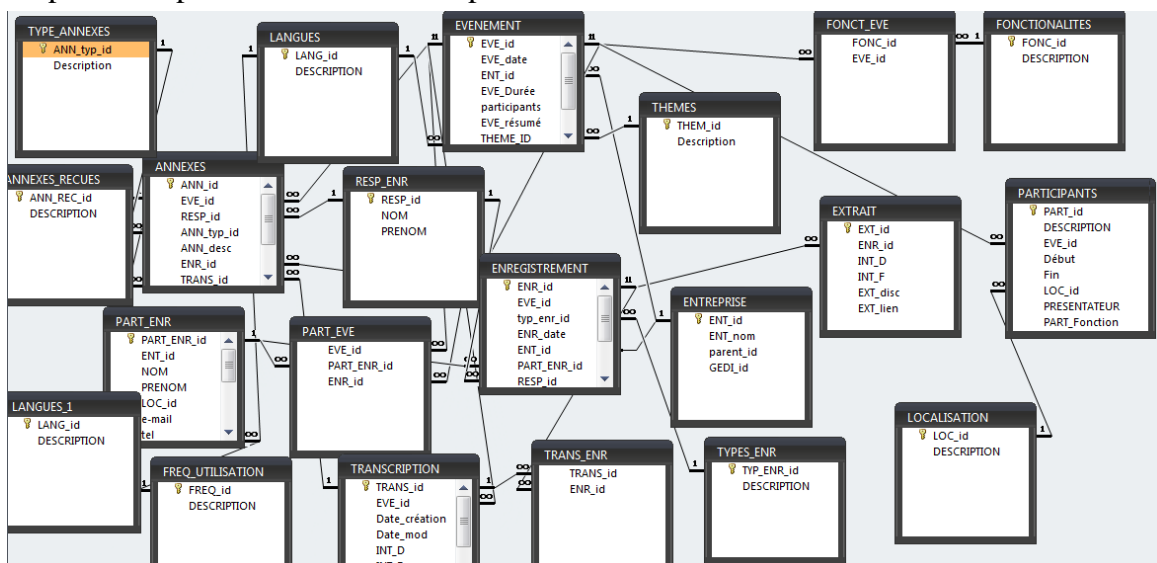 TYPE_ANNEXES
ANN_typ_id
Description
LANGUES
LANG_id
DESCRIPTION
EVENEMENT
EVE_id
EVE_date
ENT_id
EVE_Durée
participants
EVE_résumé
THEME_ID
FONCT_EVE
FONC_id
EVE_id
FONCTIONALITES
FONC_id
DESCRIPTION
THEMES
THEM_id
Description
ANNEXES_RECUES
ANN_REC_id
DESCRIPTION
ANNEXES
ANN_id
EVE_id
RESP_id
ANN_typ_id
ANN_desc
ENR_id
TRANS_id
RESP_ENR
RESP_id
NOM
PRENOM
ENREGISTREMENT
ENR_id
EVE_id
typ_enr_id
ENR_date
ENT_id
PART_ENR_id
RESP_id
ENTREPRISE
ENT_id
ENT_nom
parent_id
GEDI_id
EXTRAIT
EXT_id
ENR_id
INT_D
INT_F
EXT_disc
EXT_lien
PARTICIPANTS
PART_id
DESCRIPTION
EVE_id
Début
Fin
LOC_id
PRESENTATEUR
PART_Fonction
PART_ENR
PART_ENR_id
ENT_id
NOM
PRENOM
LOC_id
e-mail
tel
PART_EVE
EVE_id
PART_ENR_id
ENR_id
LANGUES_1
LANG_id
DESCRIPTION
FREQ_UTILISATION
FREQ_id
DESCRIPTION
TRANSCRIPTION
TRANS_id
EVE_id
Date_création
Date_mod
INT_D
TRANS_ENR
TRANS_id
ENR_id
TYPES_ENR
TYP_ENR_id
DESCRIPTION
LOCALISATION
LOC_id
DESCRIPTION